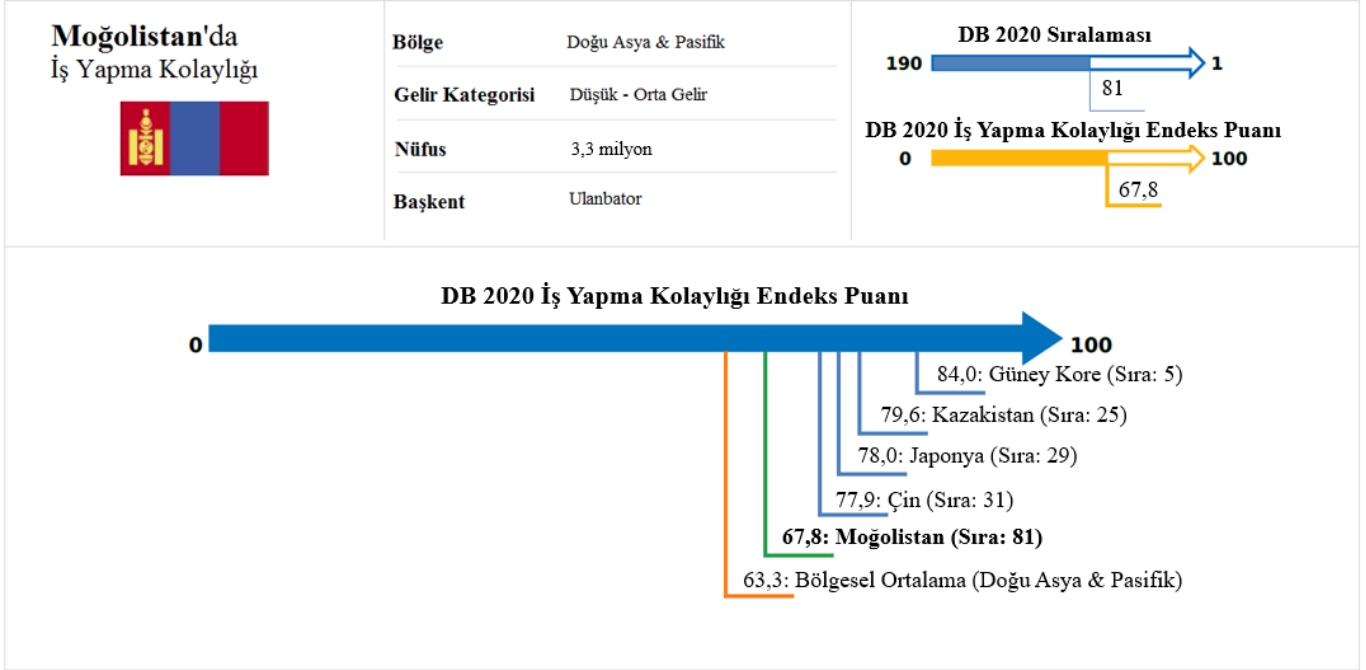 Moğolistan'da
İş Yapma Kolaylığı
Bölge Doğu Asya & Pasifik
Gelir Kategorisi Düşük - Orta Gelir
Nüfus 3,3 milyon
Başkent Ulanbator
DB 2020 Sıralaması
190 1
81
DB 2020 İş Yapma Kolaylığı Endeks Puanı
0 100
67,8
DB 2020 İş Yapma Kolaylığı Endeks Puanı
0 100
84,0: Güney Kore (Sıra: 5)
79,6: Kazakistan (Sıra: 25)
78,0: Japonya (Sıra: 29)
77,9: Çin (Sıra: 31)
67,8: Moğolistan (Sıra: 81)
63,3: Bölgesel Ortalama (Doğu Asya & Pasifik)